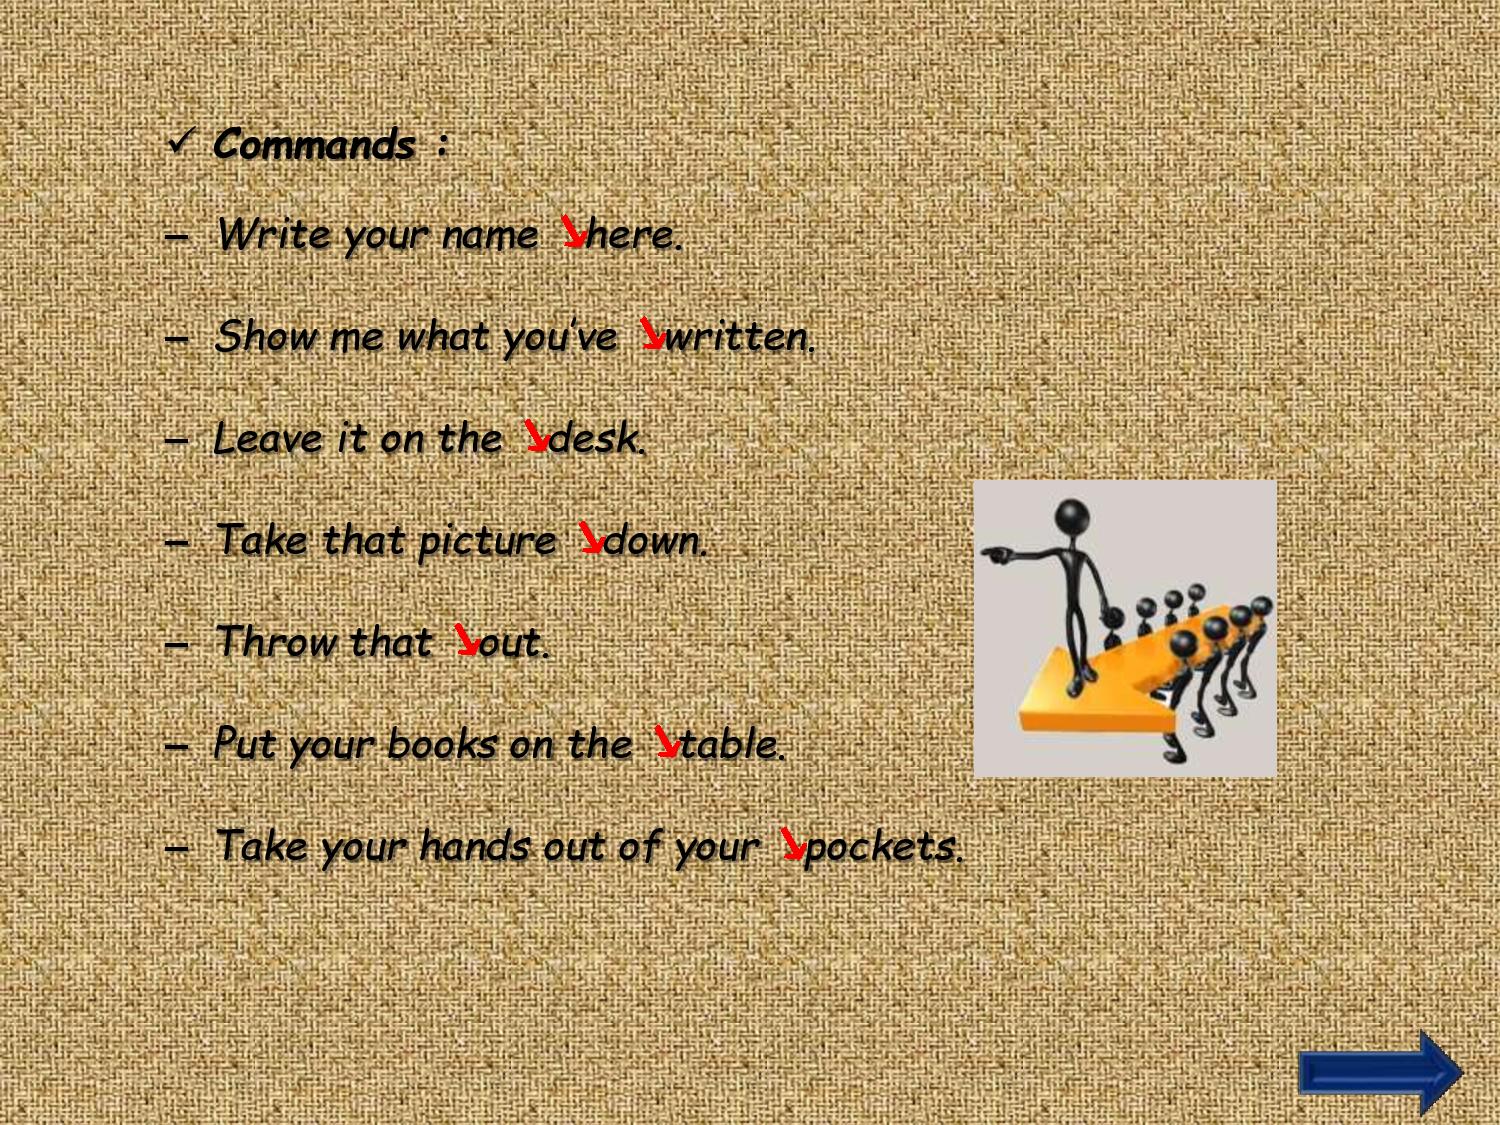 ✓ Commands :
– Write your name ↘here.
– Show me what you've ↘written.
– Leave it on the ↘desk.
– Take that picture ↘down.
– Throw that ↘out.
– Put your books on the ↘table.
– Take your hands out of your ↘pockets.